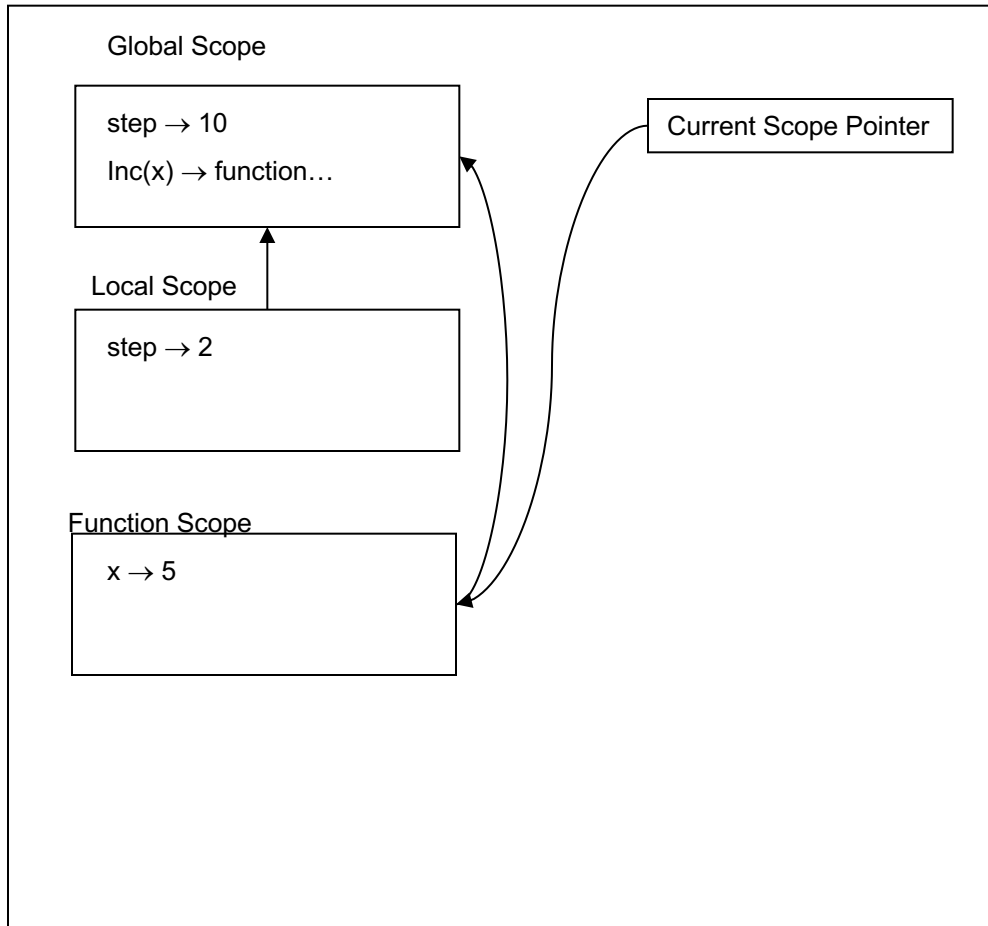 Global Scope
step → 10
Inc(x) → function…
Current Scope Pointer
Local Scope
step → 2
Function Scope
x → 5